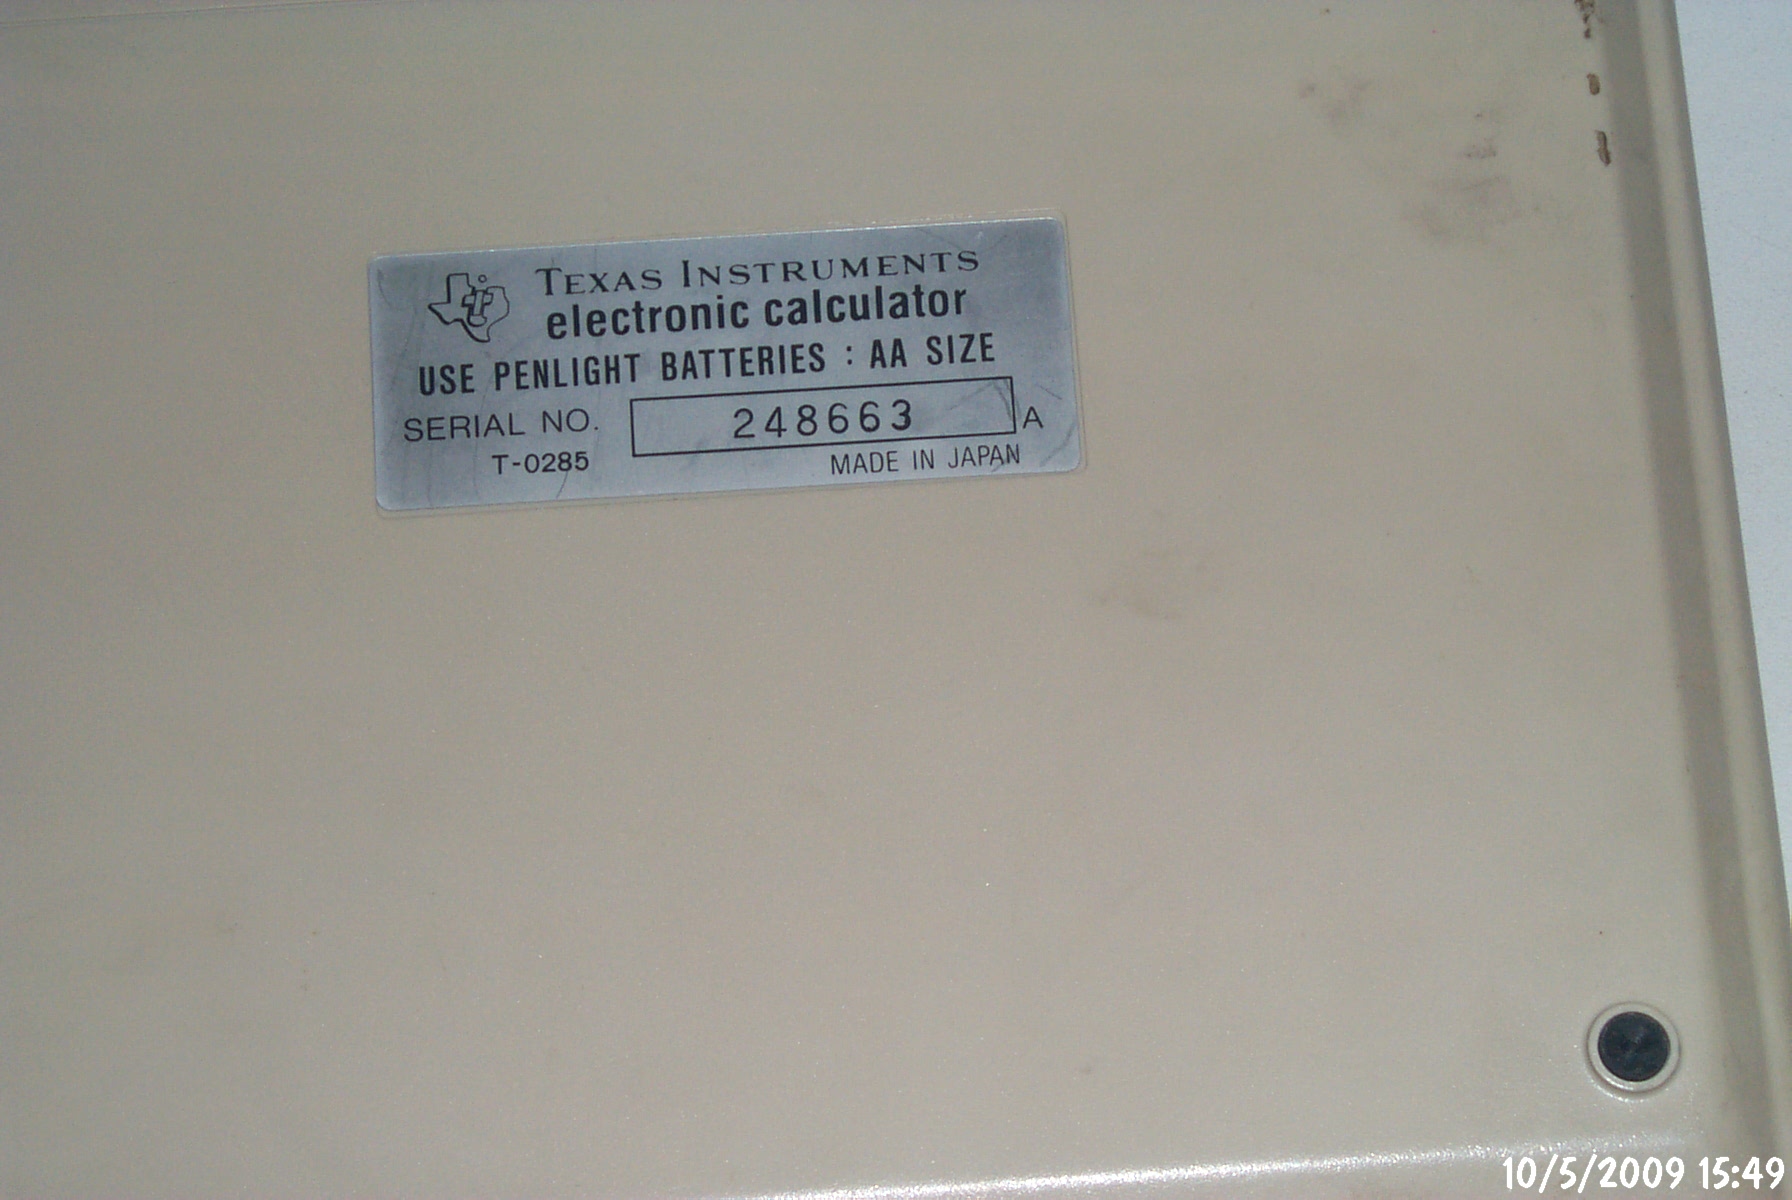 TEXAS INSTRUMENTS
electronic calculator
USE PENLIGHT BATTERIES : AA SIZE
SERIAL NO. 248663 A
T-0285 MADE IN JAPAN
10/5/2009 15:49